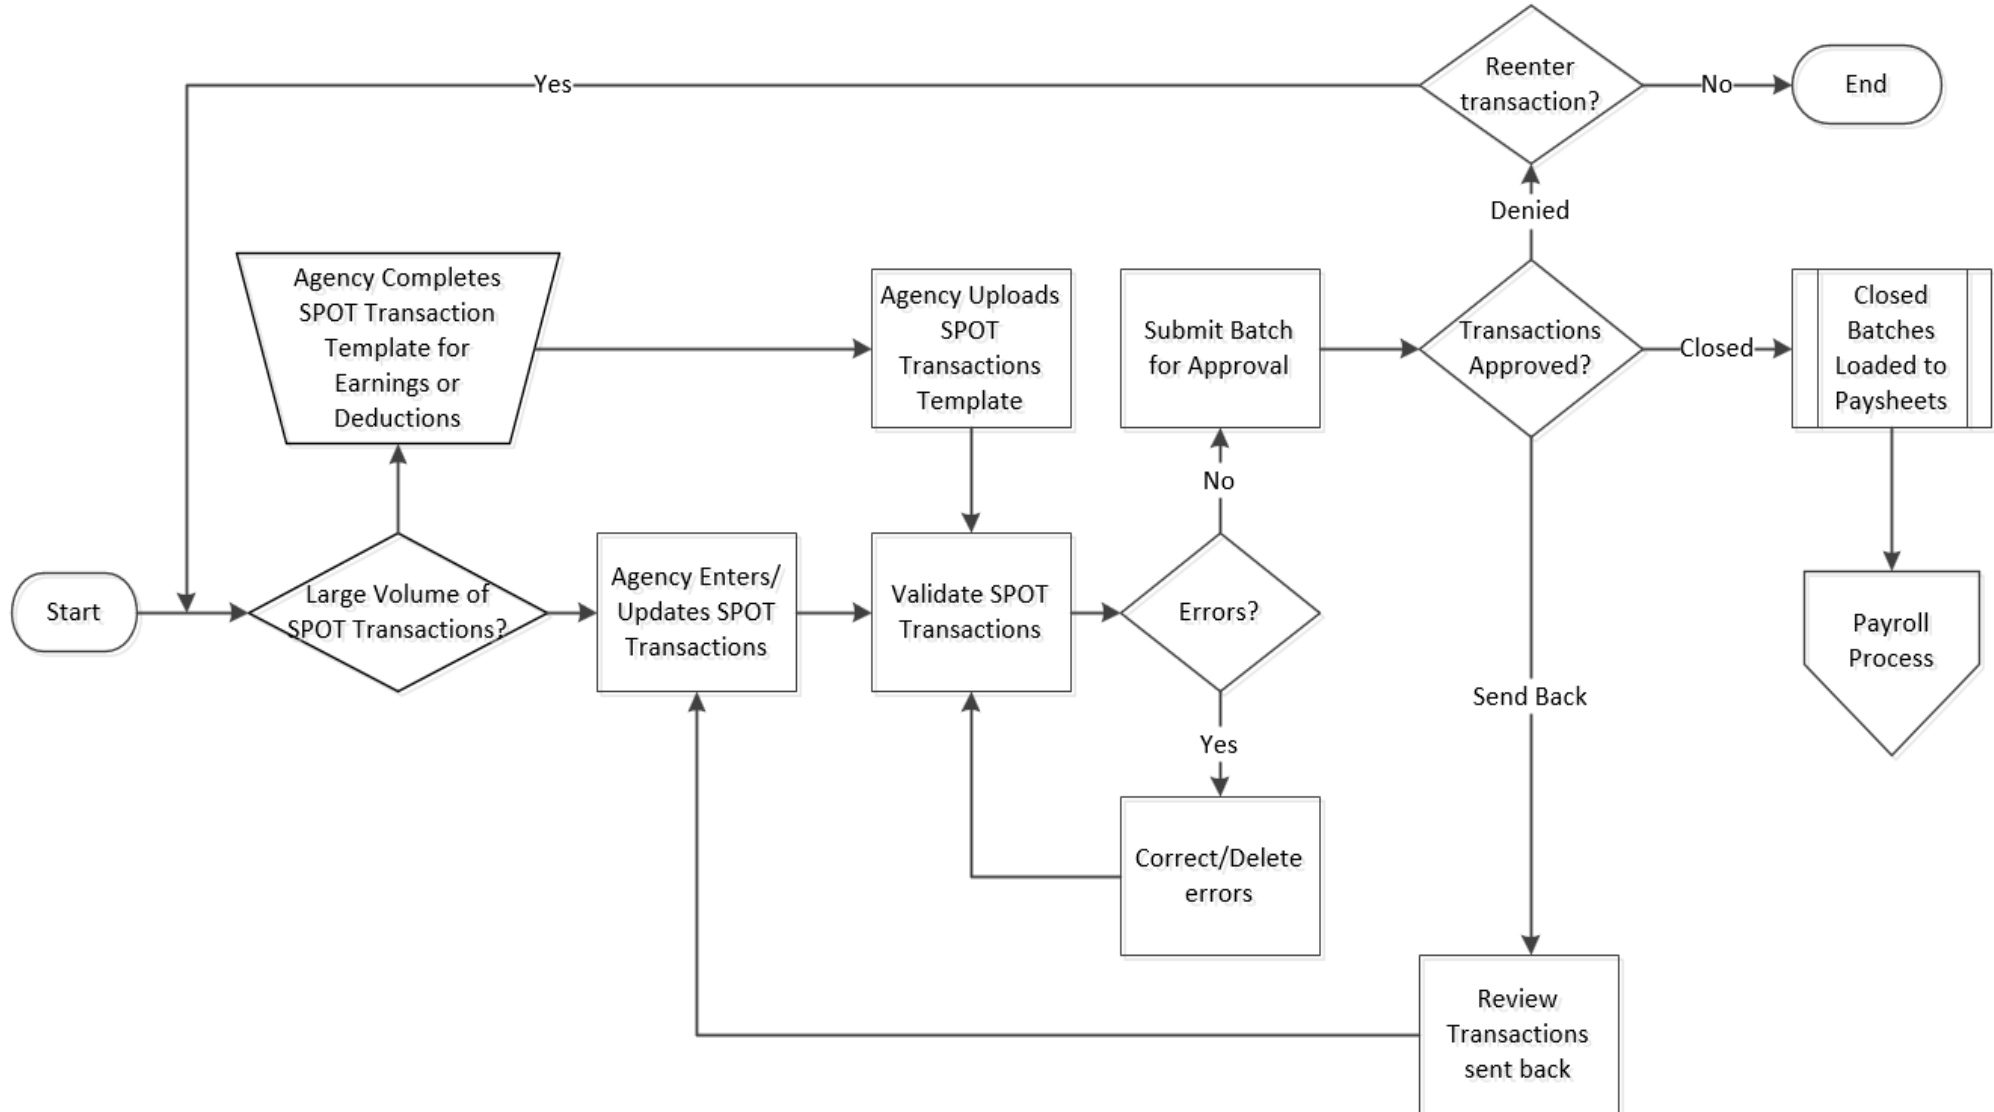 Reenter
transaction?
Yes
No
End
Denied
Agency Completes
SPOT Transaction
Template for
Earnings or
Deductions
Agency Uploads
SPOT
Transactions
Template
Submit Batch
for Approval
Transactions
Approved?
Closed
Closed
Batches
Loaded to
Paysheets
No
Start
Large Volume of
SPOT Transactions?
Agency Enters/
Updates SPOT
Transactions
Validate SPOT
Transactions
Errors?
Payroll
Process
Send Back
Yes
Correct/Delete
errors
Review
Transactions
sent back